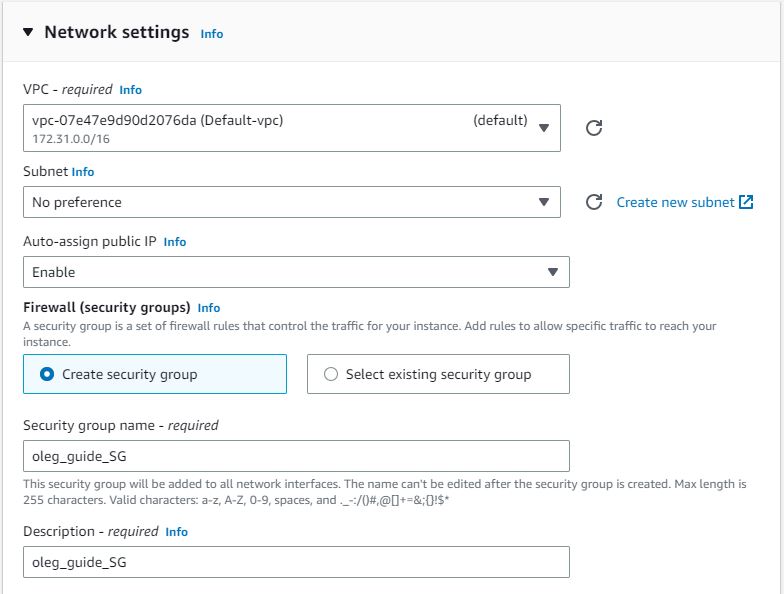 Network settings Info
VPC - required Info
vpc-07e47e9d90d2076da (Default-vpc) (default)
172.31.0.0/16
Subnet Info
No preference
Create new subnet
Auto-assign public IP Info
Enable
Firewall (security groups) Info
A security group is a set of firewall rules that control the traffic for your instance. Add rules to allow specific traffic to reach your
instance.
Create security group
Select existing security group
Security group name - required
oleg_guide_SG
This security group will be added to all network interfaces. The name can't be edited after the security group is created. Max length is
255 characters. Valid characters: a-z, A-Z, 0-9, spaces, and ._-:/()#,@[]+=&;{}!$*
Description - required Info
oleg_guide_SG